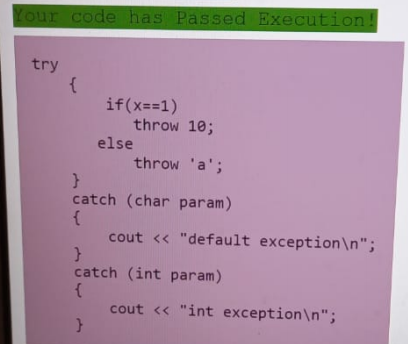 Your code has Passed Execution!
try
{
if(x==1)
throw 10;
else
throw 'a';
}
catch (char param)
{
cout << "default exception\n";
}
catch (int param)
{
cout << "int exception\n";
}